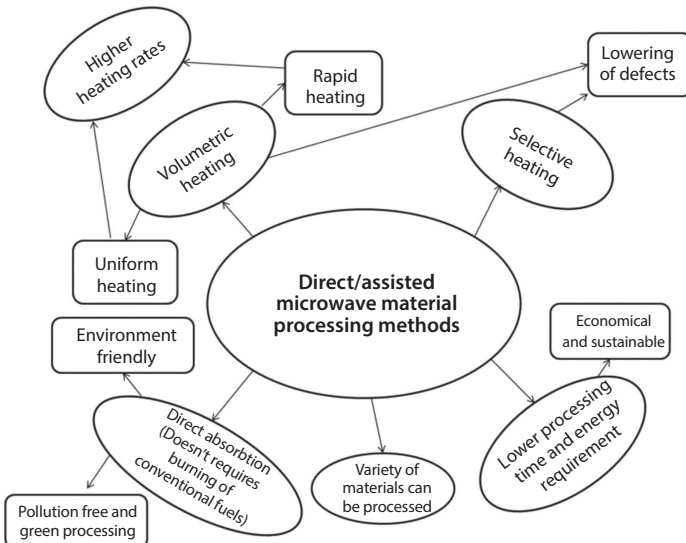 Higher
heating rates
Rapid
heating
Lowering
of defects
Volumetric
heating
Selective
heating
Uniform
heating
Direct/assisted
microwave material
processing methods
Environment
friendly
Economical
and sustainable
Direct absorbtion
(Doesn't requires
burning of
conventional fuels)
Variety of
materials can
be processed
Lower processing
time and energy
requirement
Pollution free and
green processing